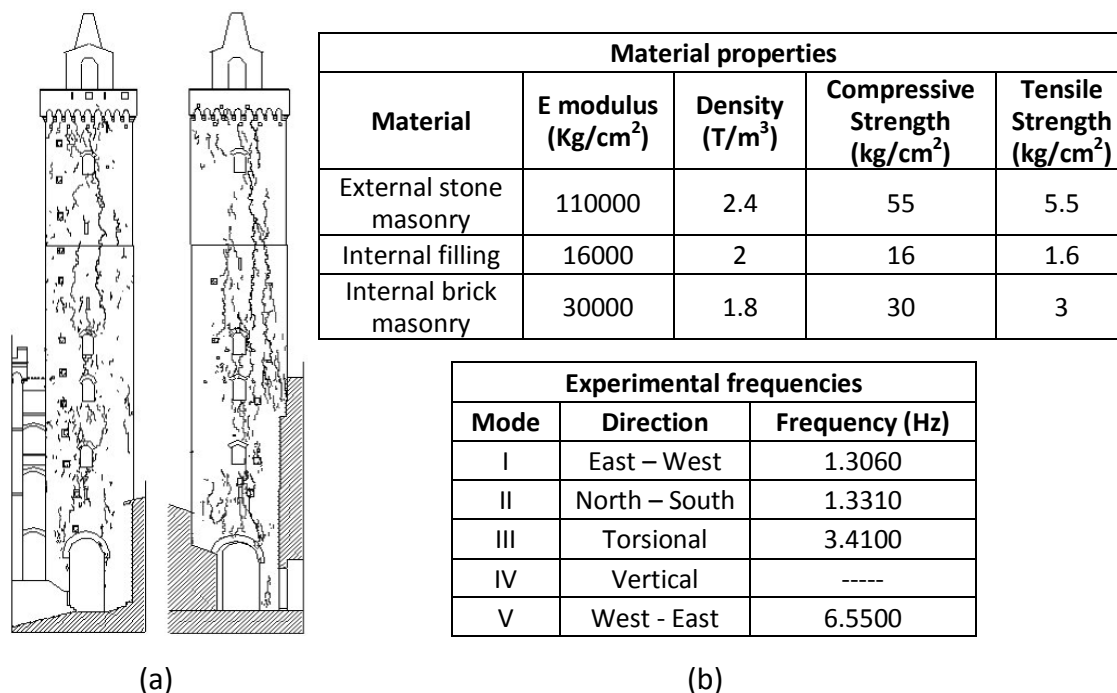 Material properties
Material E modulus (Kg/cm²) Density (T/m³) Compressive Strength (kg/cm²) Tensile Strength (kg/cm²)
External stone masonry 110000 2.4 55 5.5
Internal filling 16000 2 16 1.6
Internal brick masonry 30000 1.8 30 3
Experimental frequencies
Mode Direction Frequency (Hz)
I East – West 1.3060
II North – South 1.3310
III Torsional 3.4100
IV Vertical -----
V West - East 6.5500
(a) (b)